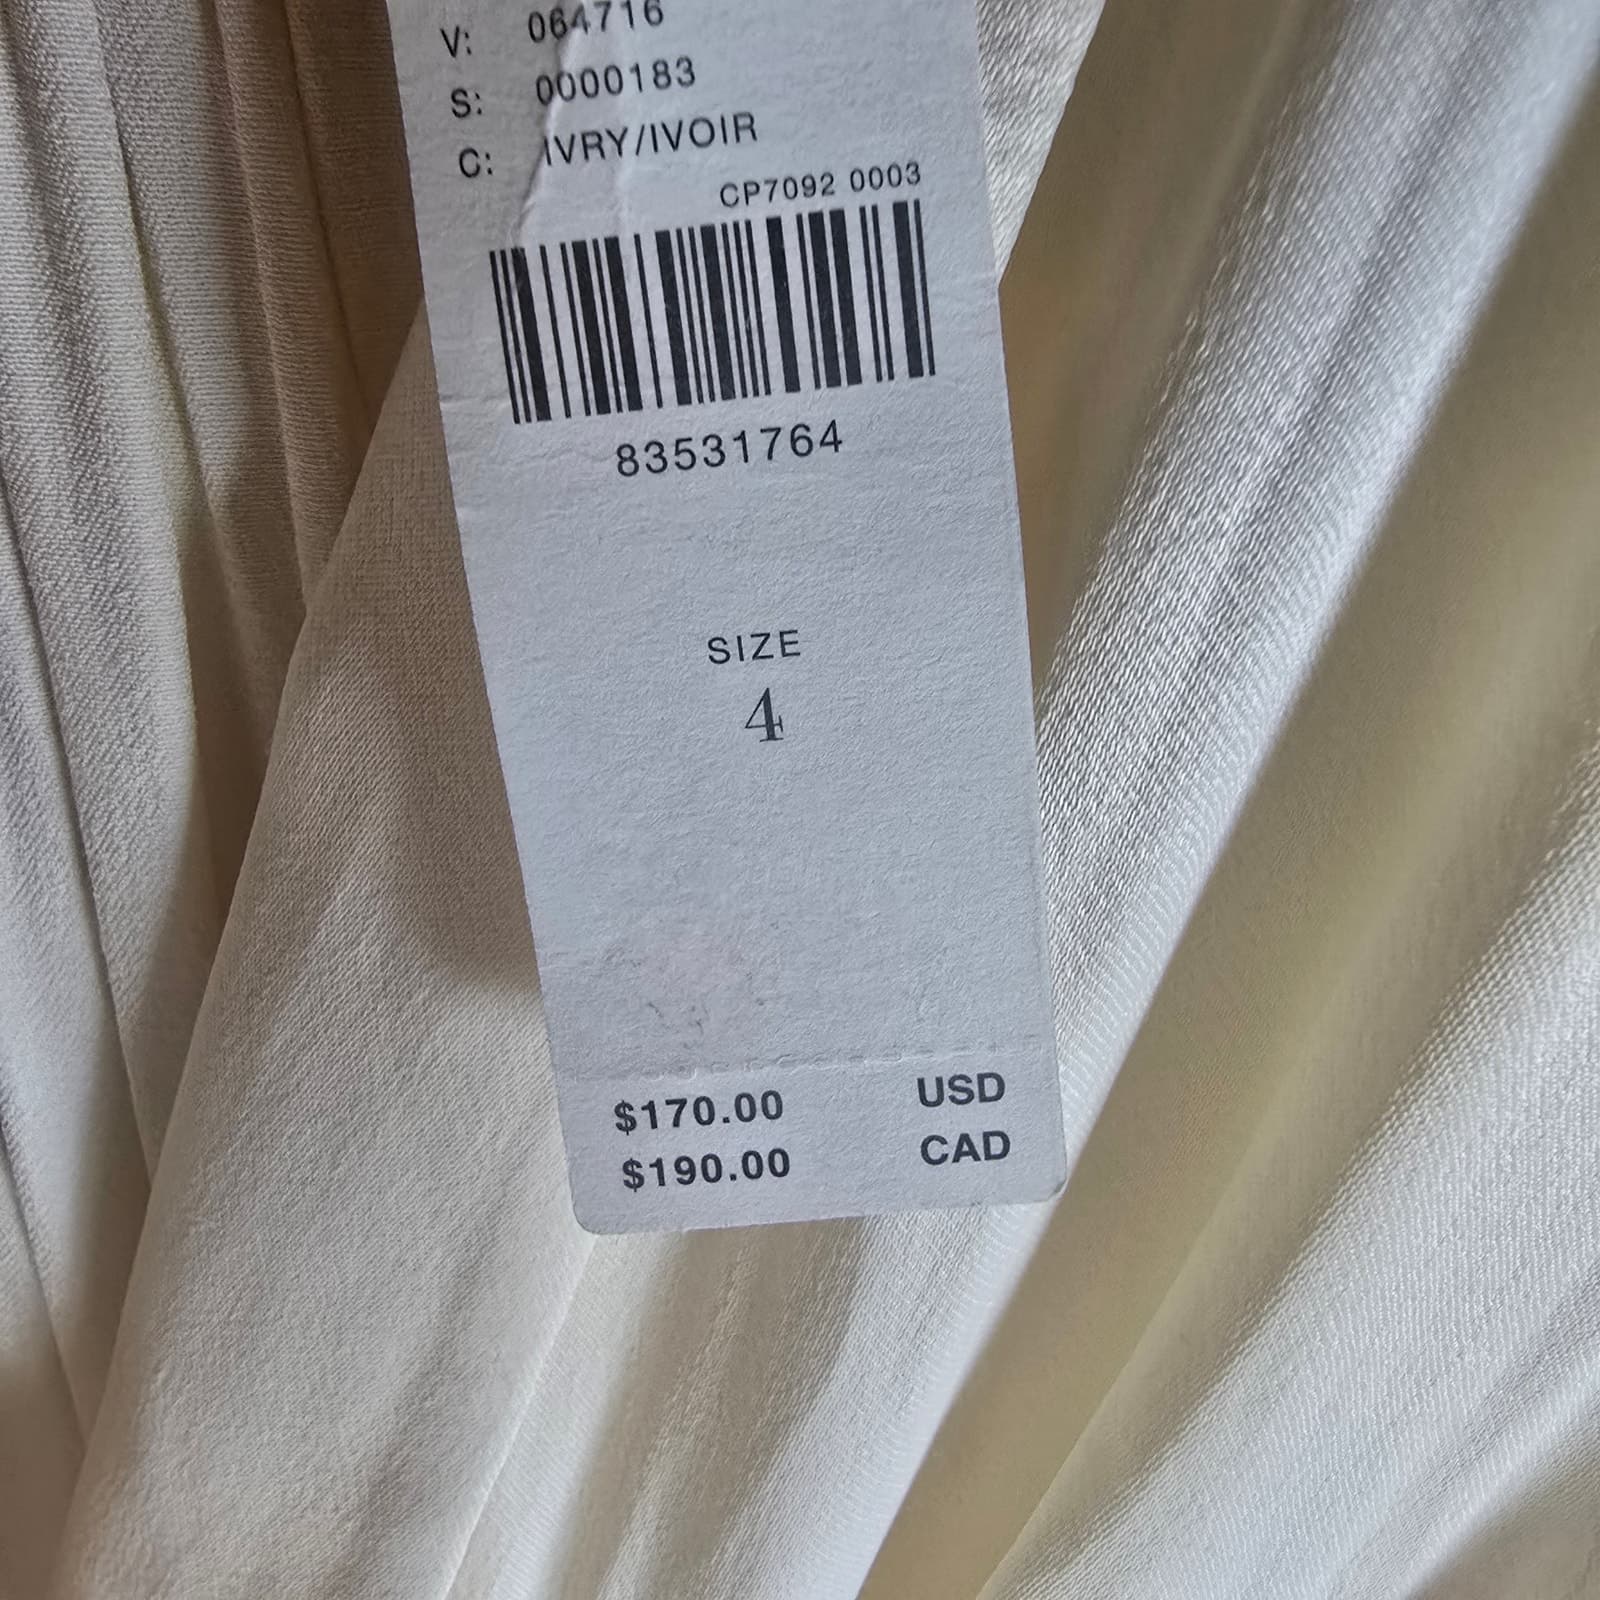 V: 064716
S: 0000183
C: IVRY/IVOIR
CP7092 0003
83531764
SIZE
4
$170.00 USD
$190.00 CAD